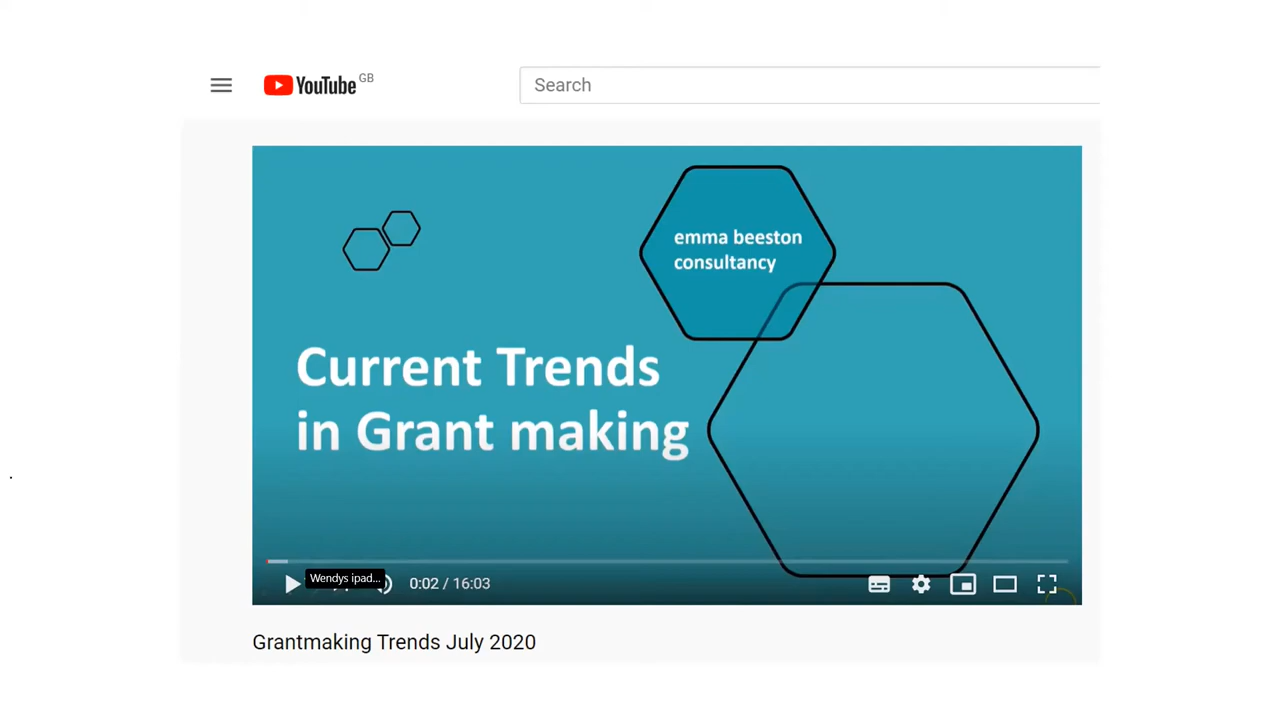 YouTube GB
Search
emma beeston
consultancy
Current Trends
in Grant making
Wendys ipad...
0:02 / 16:03
Grantmaking Trends July 2020